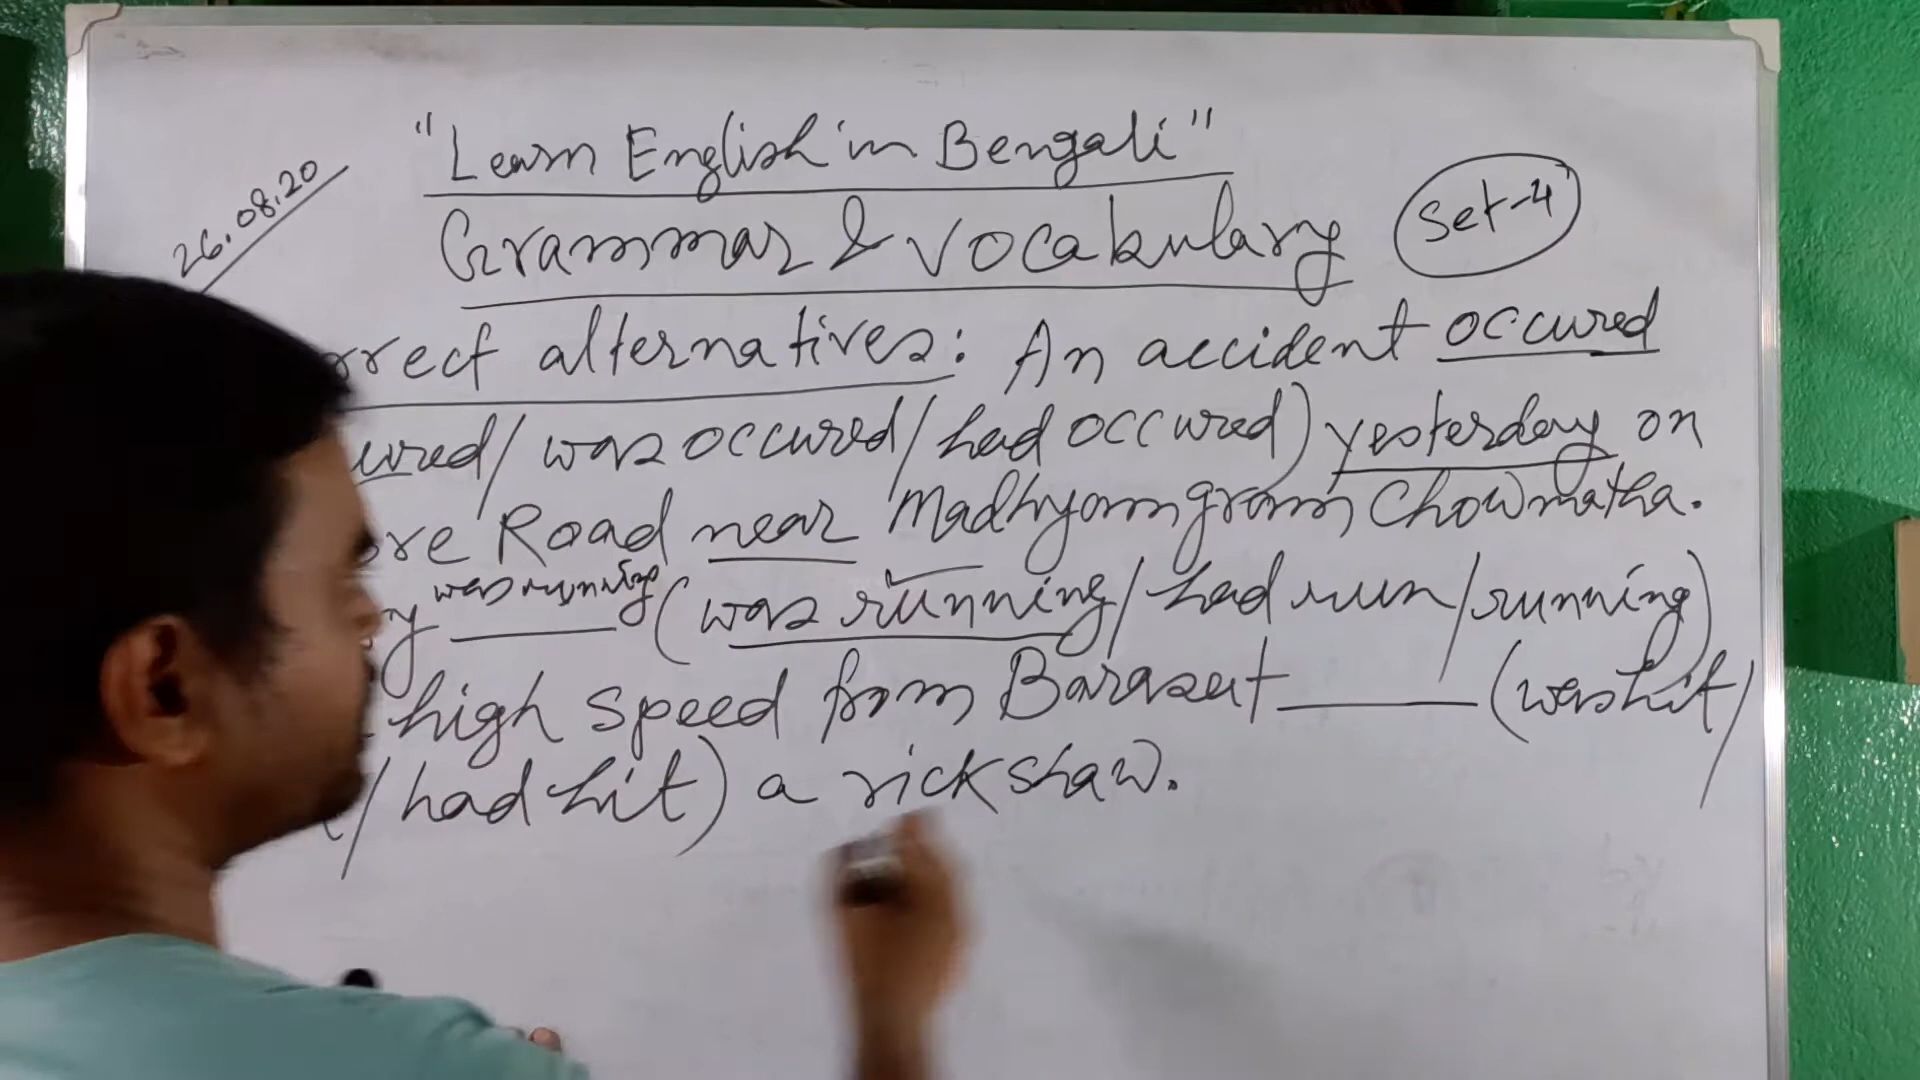 "Learn English in Bengali"
26.08.20
Grammar & Vocabulary
Set-4
rrect alternatives: An accident occured
ured/ was occured/ had occured) yesterday on
ore Road near Madhyamgram Chowmatha.
was running
(was running/ had run/ running)
high speed from Barasat ______ (was hit/
/ had hit) a rickshaw.